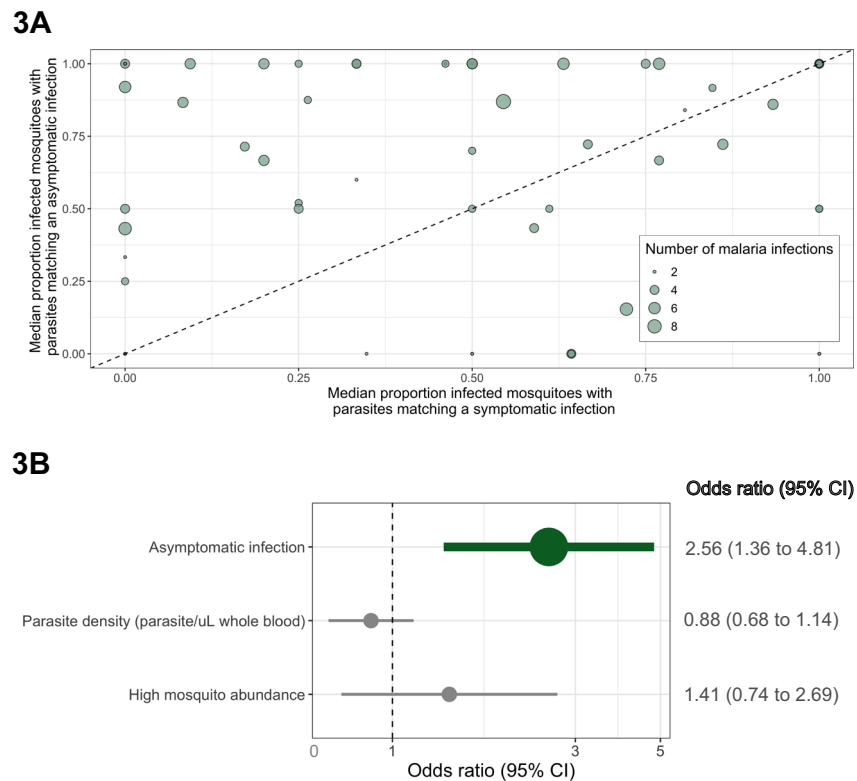 3A
Median proportion infected mosquitoes with
parasites matching an asymptomatic infection
1.00
0.75
0.50
0.25
0.00
Number of malaria infections
2
4
6
8
0.00 0.25 0.50 0.75 1.00
Median proportion infected mosquitoes with
parasites matching a symptomatic infection
3B
Odds ratio (95% CI)
Asymptomatic infection 2.56 (1.36 to 4.81)
Parasite density (parasite/uL whole blood) 0.88 (0.68 to 1.14)
High mosquito abundance 1.41 (0.74 to 2.69)
0 1 3 5
Odds ratio (95% CI)